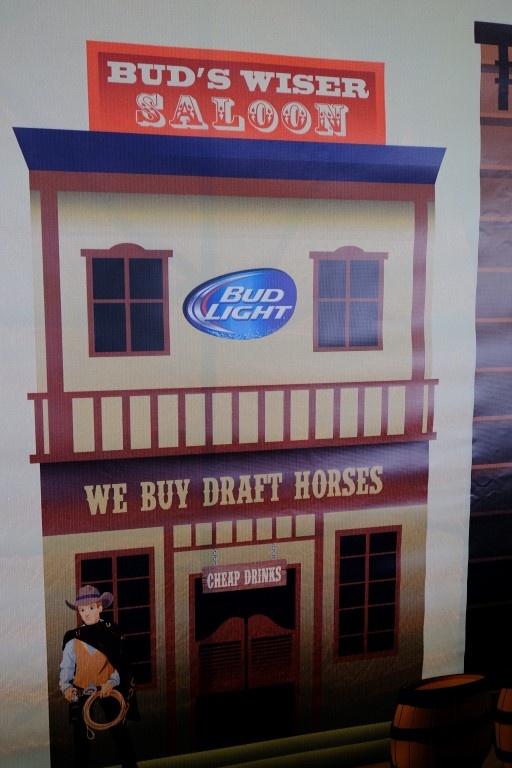 BUD'S WISER
SALOON
BUD
LIGHT
WE BUY DRAFT HORSES
CHEAP DRINKS